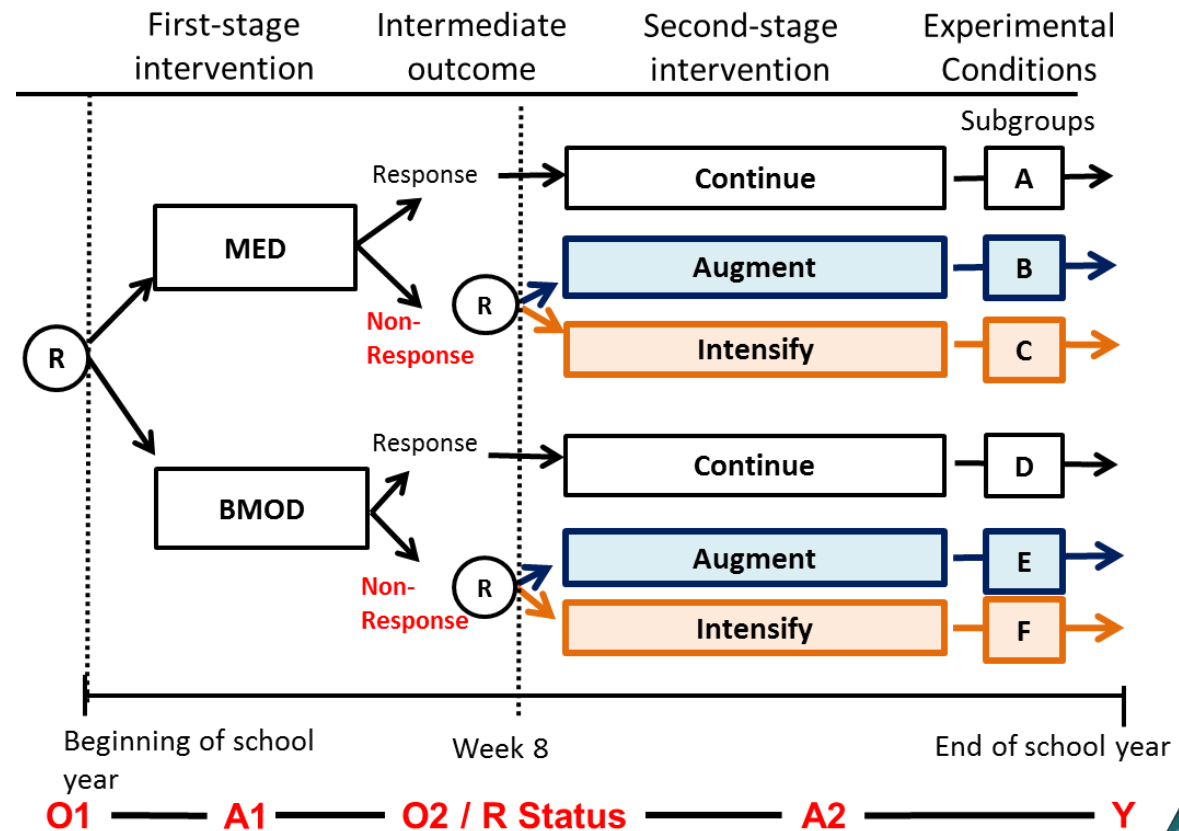 First-stage
intervention
Intermediate
outcome
Second-stage
intervention
Experimental
Conditions
Subgroups
Response
Continue
A
MED
Augment
B
Non-
Response
R
Intensify
C
R
Response
Continue
D
BMOD
Augment
E
Non-
Response
R
Intensify
F
Beginning of school
year
Week 8
End of school year
O1
A1
O2 / R Status
A2
Y